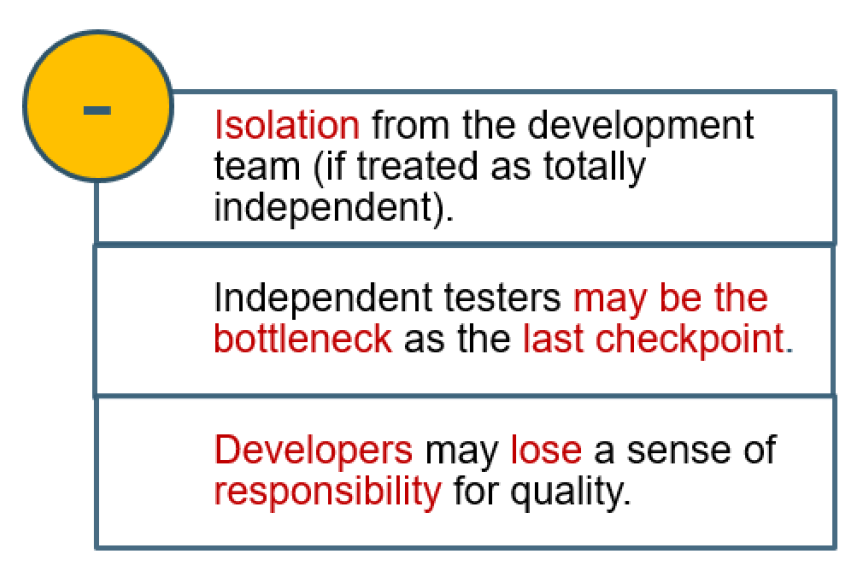 -
Isolation from the development
team (if treated as totally
independent).
Independent testers may be the
bottleneck as the last checkpoint.
Developers may lose a sense of
responsibility for quality.